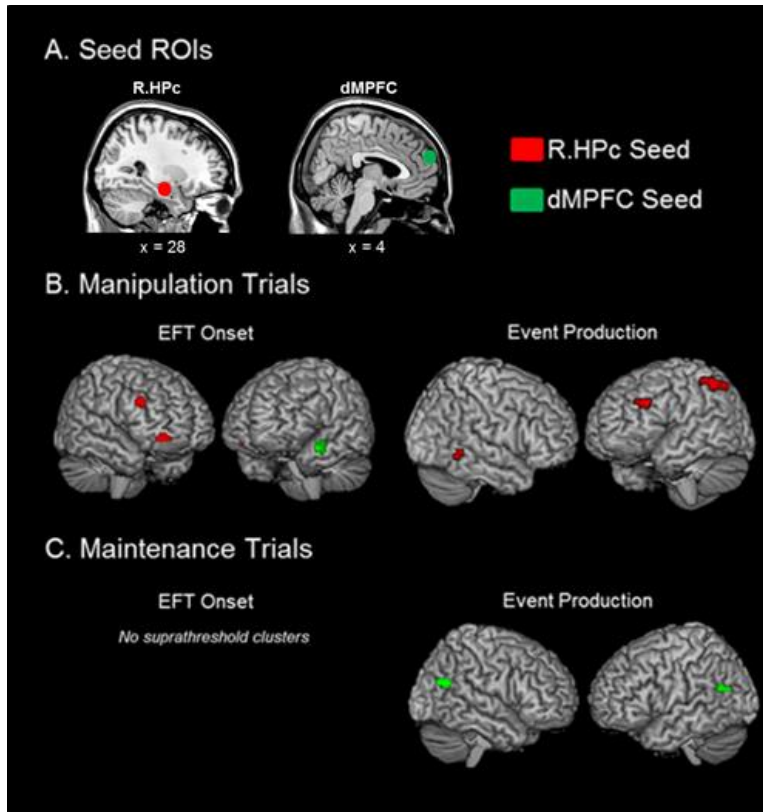 A. Seed ROIs
R.HPc
dMPFC
x = 28
x = 4
R.HPc Seed
dMPFC Seed
B. Manipulation Trials
EFT Onset
Event Production
C. Maintenance Trials
EFT Onset
Event Production
No suprathreshold clusters